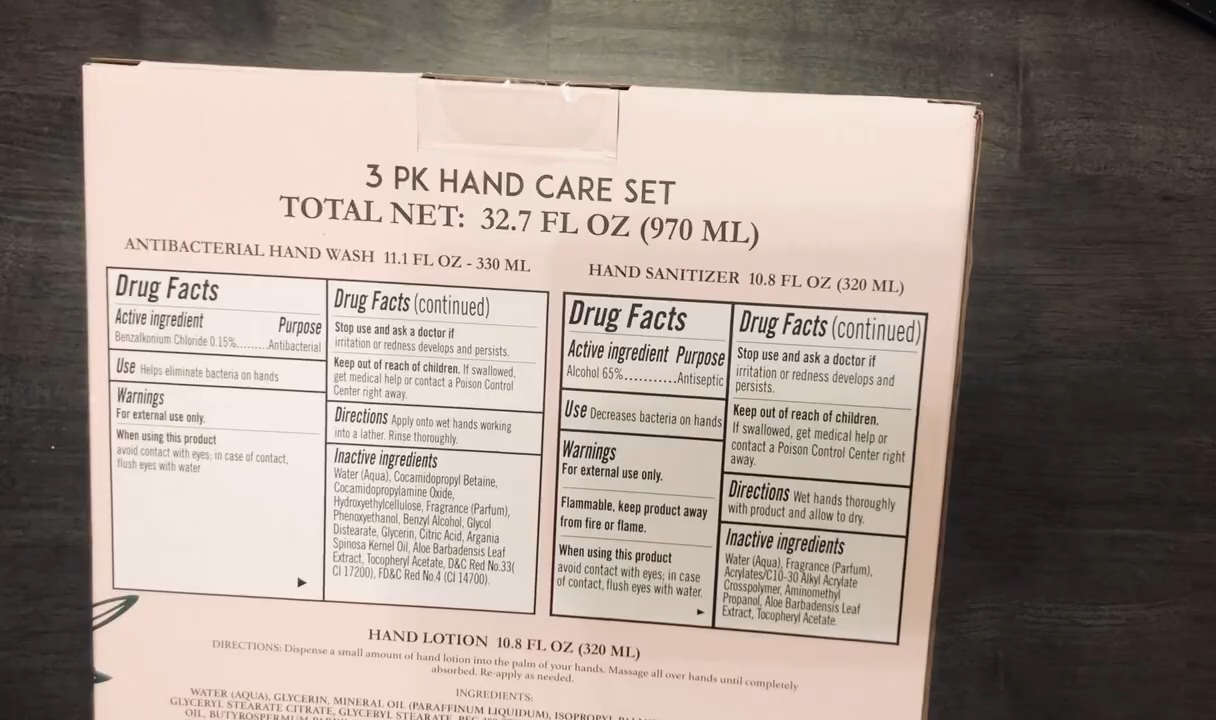 3 PK HAND CARE SET
TOTAL NET: 32.7 FL OZ (970 ML)
ANTIBACTERIAL HAND WASH 11.1 FL OZ - 330 ML
Drug Facts
Active ingredient Purpose
Benzalkonium Chloride 0.15%.........Antibacterial
Use Helps eliminate bacteria on hands
Warnings
For external use only.
When using this product
avoid contact with eyes; in case of contact,
flush eyes with water
Drug Facts (continued)
Stop use and ask a doctor if
irritation or redness develops and persists.
Keep out of reach of children. If swallowed,
get medical help or contact a Poison Control
Center right away.
Directions Apply onto wet hands working
into a lather. Rinse thoroughly.
Inactive ingredients
Water (Aqua), Cocamidopropyl Betaine,
Cocamidopropylamine Oxide,
Hydroxyethylcellulose, Fragrance (Parfum),
Phenoxyethanol, Benzyl Alcohol, Glycol
Distearate, Glycerin, Citric Acid, Argania
Spinosa Kernel Oil, Aloe Barbadensis Leaf
Extract, Tocopheryl Acetate, D&C Red No.33(
CI 17200), FD&C Red No.4 (CI 14700).
HAND SANITIZER 10.8 FL OZ (320 ML)
Drug Facts
Active ingredient Purpose
Alcohol 65%............Antiseptic
Use Decreases bacteria on hands
Warnings
For external use only.
Flammable, keep product away
from fire or flame.
When using this product
avoid contact with eyes; in case
of contact, flush eyes with water.
Drug Facts (continued)
Stop use and ask a doctor if
irritation or redness develops and
persists.
Keep out of reach of children.
If swallowed, get medical help or
contact a Poison Control Center right
away.
Directions Wet hands thoroughly
with product and allow to dry.
Inactive ingredients
Water (Aqua), Fragrance (Parfum),
Acrylates/C10-30 Alkyl Acrylate
Crosspolymer, Aminomethyl
Propanol, Aloe Barbadensis Leaf
Extract, Tocopheryl Acetate.
HAND LOTION 10.8 FL OZ (320 ML)
DIRECTIONS: Dispense a small amount of hand lotion into the palm of your hands. Massage all over hands until completely
absorbed. Re-apply as needed.
INGREDIENTS:
WATER (AQUA), GLYCERIN, MINERAL OIL (PARAFFINUM LIQUIDUM), ISOPROPYL
GLYCERYL STEARATE CITRATE, GLYCERYL STEARATE,
OIL, BUTYROSPERMUM